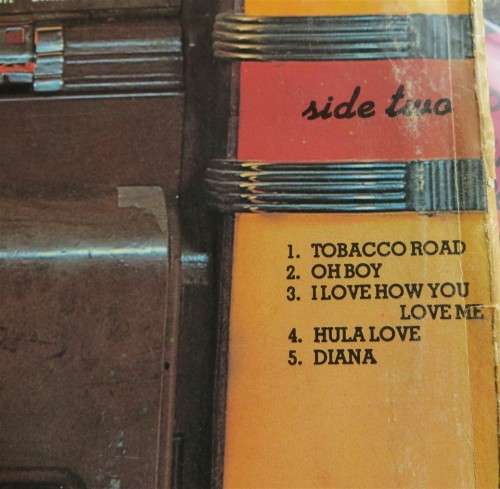 side two
1. TOBACCO ROAD
2. OH BOY
3. I LOVE HOW YOU
LOVE ME
4. HULA LOVE
5. DIANA